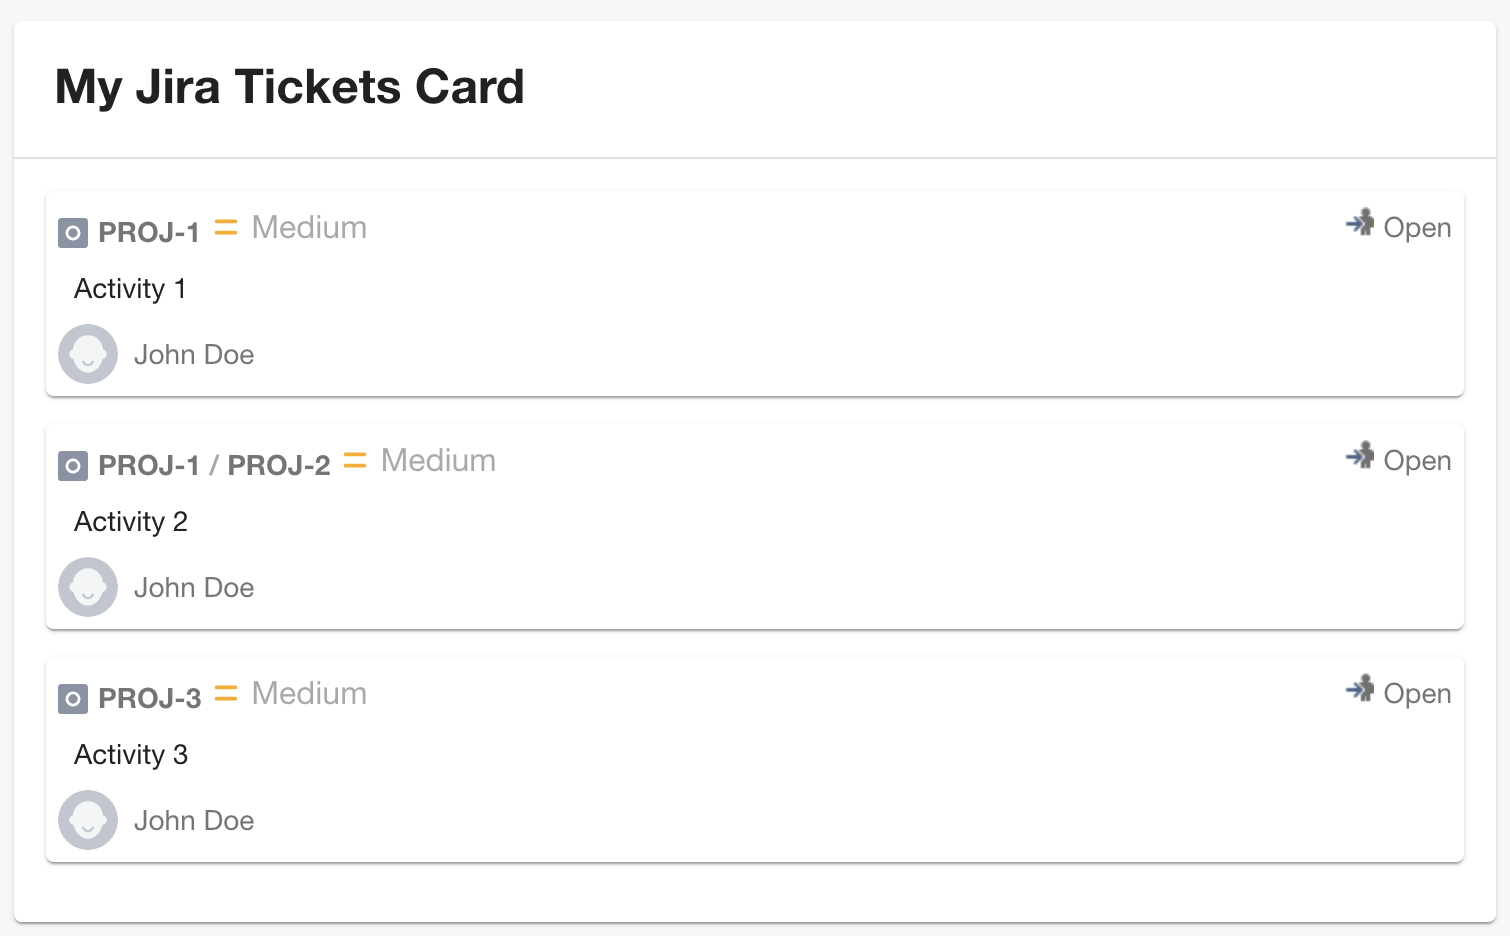 My Jira Tickets Card
PROJ-1 Medium Open
Activity 1
John Doe
PROJ-1 / PROJ-2 Medium Open
Activity 2
John Doe
PROJ-3 Medium Open
Activity 3
John Doe